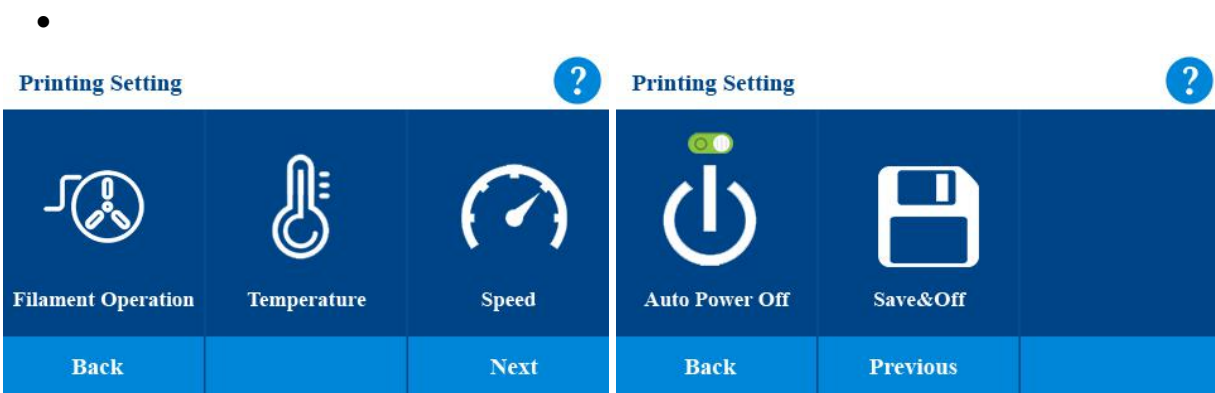 Printing Setting ?
Filament Operation Temperature Speed
Back Next
Printing Setting ?
Auto Power Off Save&Off
Back Previous